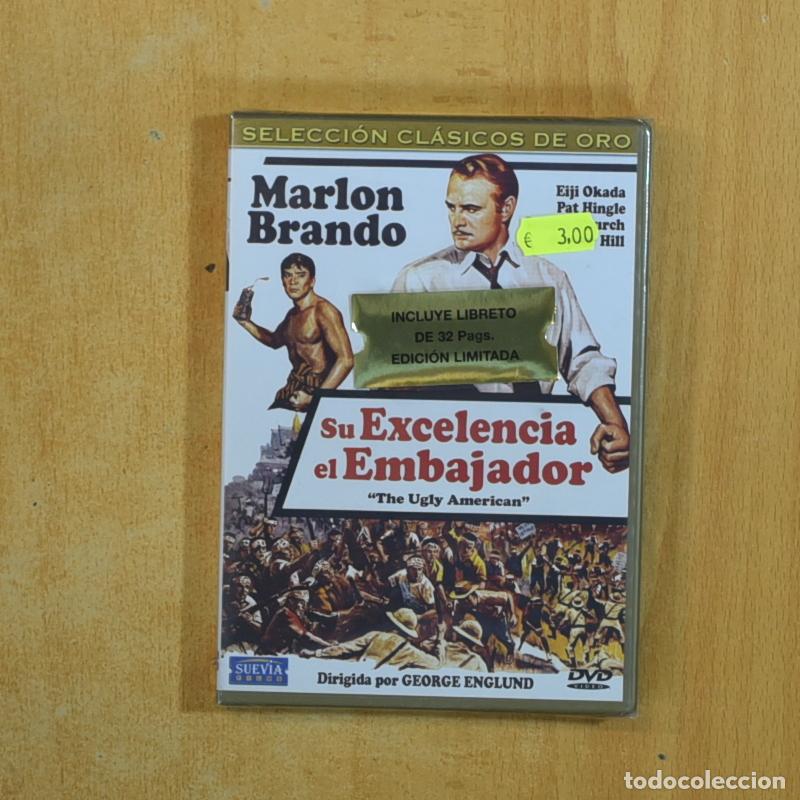 SELECCIÓN CLÁSICOS DE ORO
Marlon
Brando
Eiji Okada
Pat Hingle
Hill
€ 3,00
INCLUYE LIBRETO
DE 32 Pags.
EDICIÓN LIMITADA
Su Excelencia
el Embajador
"The Ugly American"
SUEVIA
Dirigida por GEORGE ENGLUND
DVD
VIDEO
todocoleccion